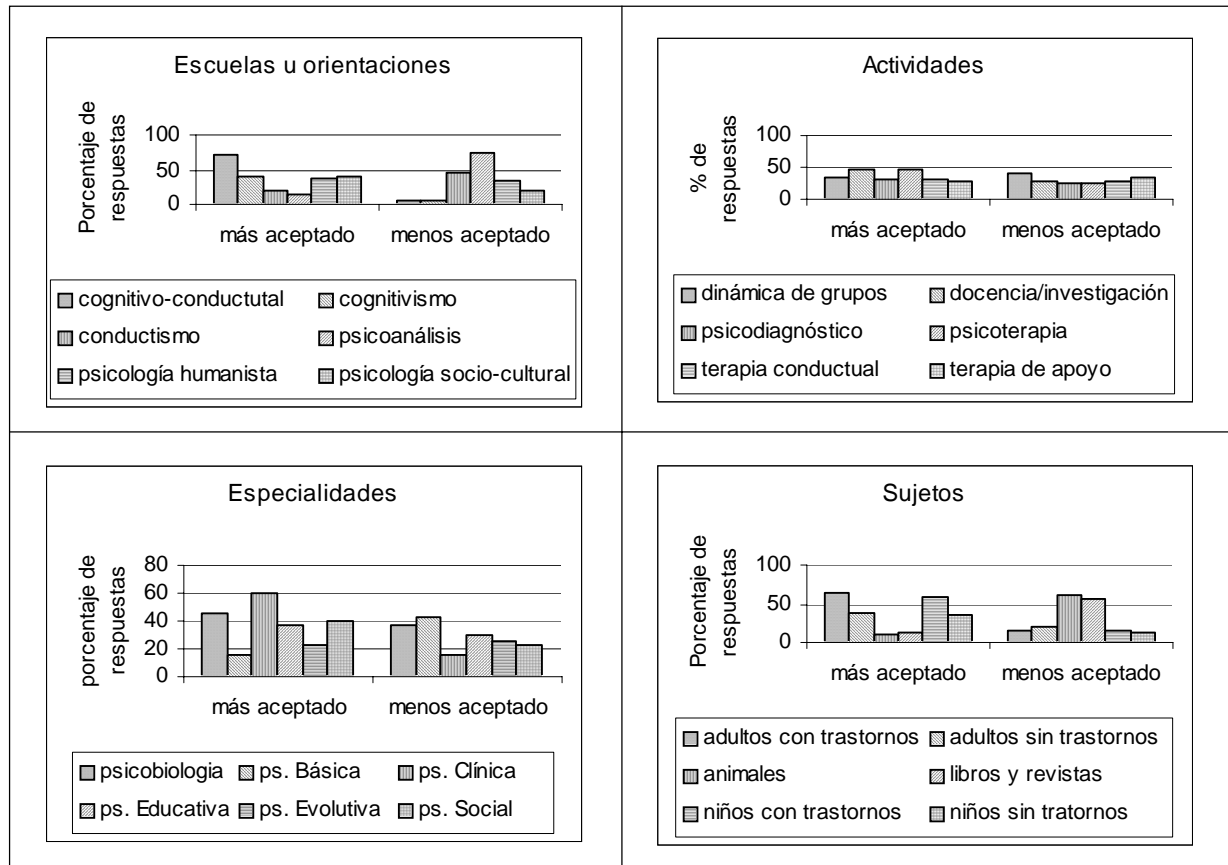 Escuelas u orientaciones
Porcentaje de
respuestas
100
50
0
más aceptado
menos aceptado
cognitivo-conductutal
cognitivismo
conductismo
psicoanálisis
psicología humanista
psicología socio-cultural
Actividades
% de
respuestas
100
50
0
más aceptado
menos aceptado
dinámica de grupos
docencia/investigación
psicodiagnóstico
psicoterapia
terapia conductual
terapia de apoyo
Especialidades
porcentaje de
respuestas
80
60
40
20
0
más aceptado
menos aceptado
psicobiologia
ps. Básica
ps. Clínica
ps. Educativa
ps. Evolutiva
ps. Social
Sujetos
Porcentaje de
respuestas
100
50
0
más aceptado
menos aceptado
adultos con trastornos
adultos sin trastornos
animales
libros y revistas
niños con trastornos
niños sin tratornos